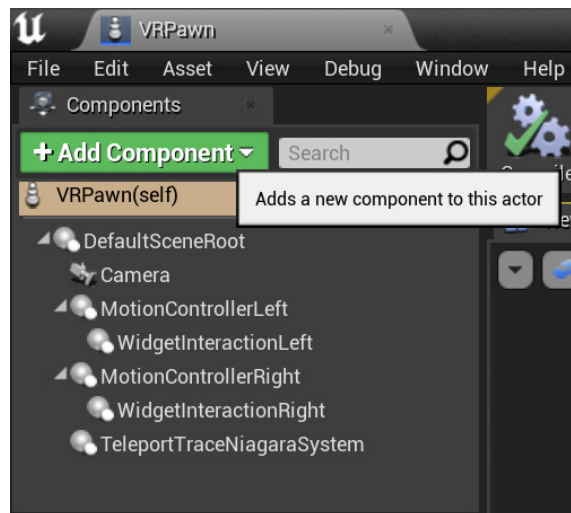 VRPawn
File Edit Asset View Debug Window Help
Components
+ Add Component
Search
VRPawn(self)
Adds a new component to this actor
DefaultSceneRoot
Camera
MotionControllerLeft
WidgetInteractionLeft
MotionControllerRight
WidgetInteractionRight
TeleportTraceNiagaraSystem